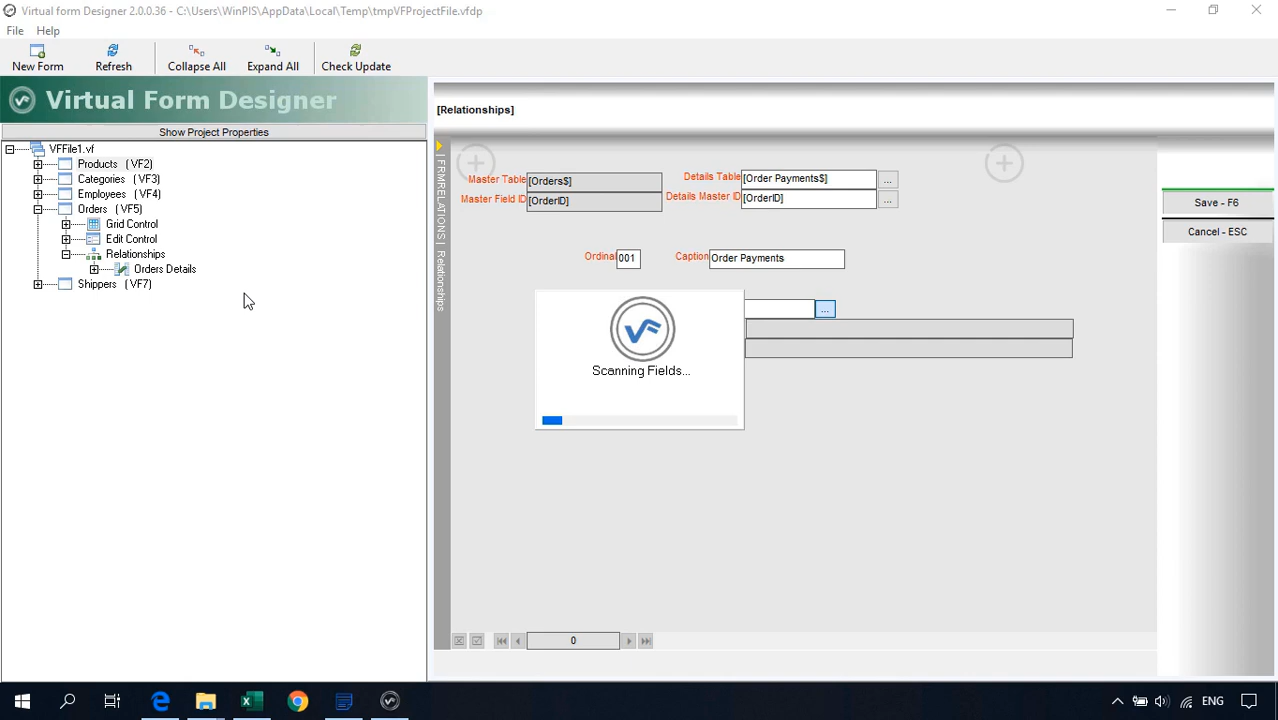 Virtual form Designer 2.0.0.36 - C:\Users\WinPIS\AppData\Local\Temp\tmpVFProjectFile.vfdp
File Help
New Form Refresh Collapse All Expand All Check Update
Virtual Form Designer
Show Project Properties
VFFile1.vf
Products (VF2)
Categories (VF3)
Employees (VF4)
Orders (VF5)
Grid Control
Edit Control
Relationships
Orders Details
Shippers (VF7)
[Relationships]
FRMRELATIONS | Relationships
Master Table [Orders$] Details Table [Order Payments$] ...
Master Field ID [OrderID] Details Master ID [OrderID] ...
Ordinal 001 Caption Order Payments
...
VF
Scanning Fields...
0
Save - F6
Cancel - ESC
ENG